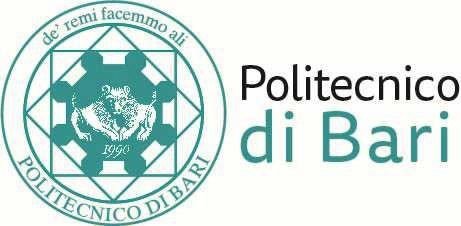 de' remi facemmo ali
1990
POLITECNICO DI BARI
Politecnico
di Bari